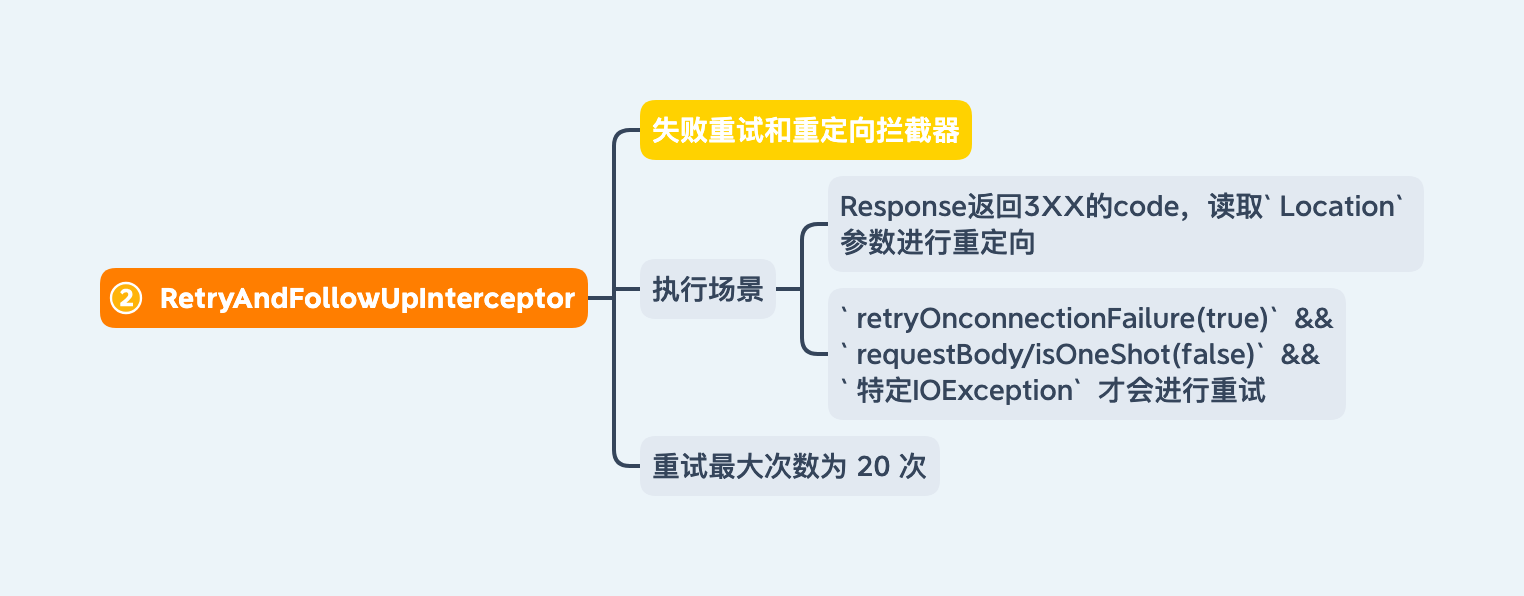 ② RetryAndFollowUpInterceptor
失败重试和重定向拦截器
执行场景
Response返回3XX的code，读取`Location`
参数进行重定向
`retryOnconnectionFailure(true)` &&
`requestBody/isOneShot(false)` &&
`特定IOException` 才会进行重试
重试最大次数为 20 次